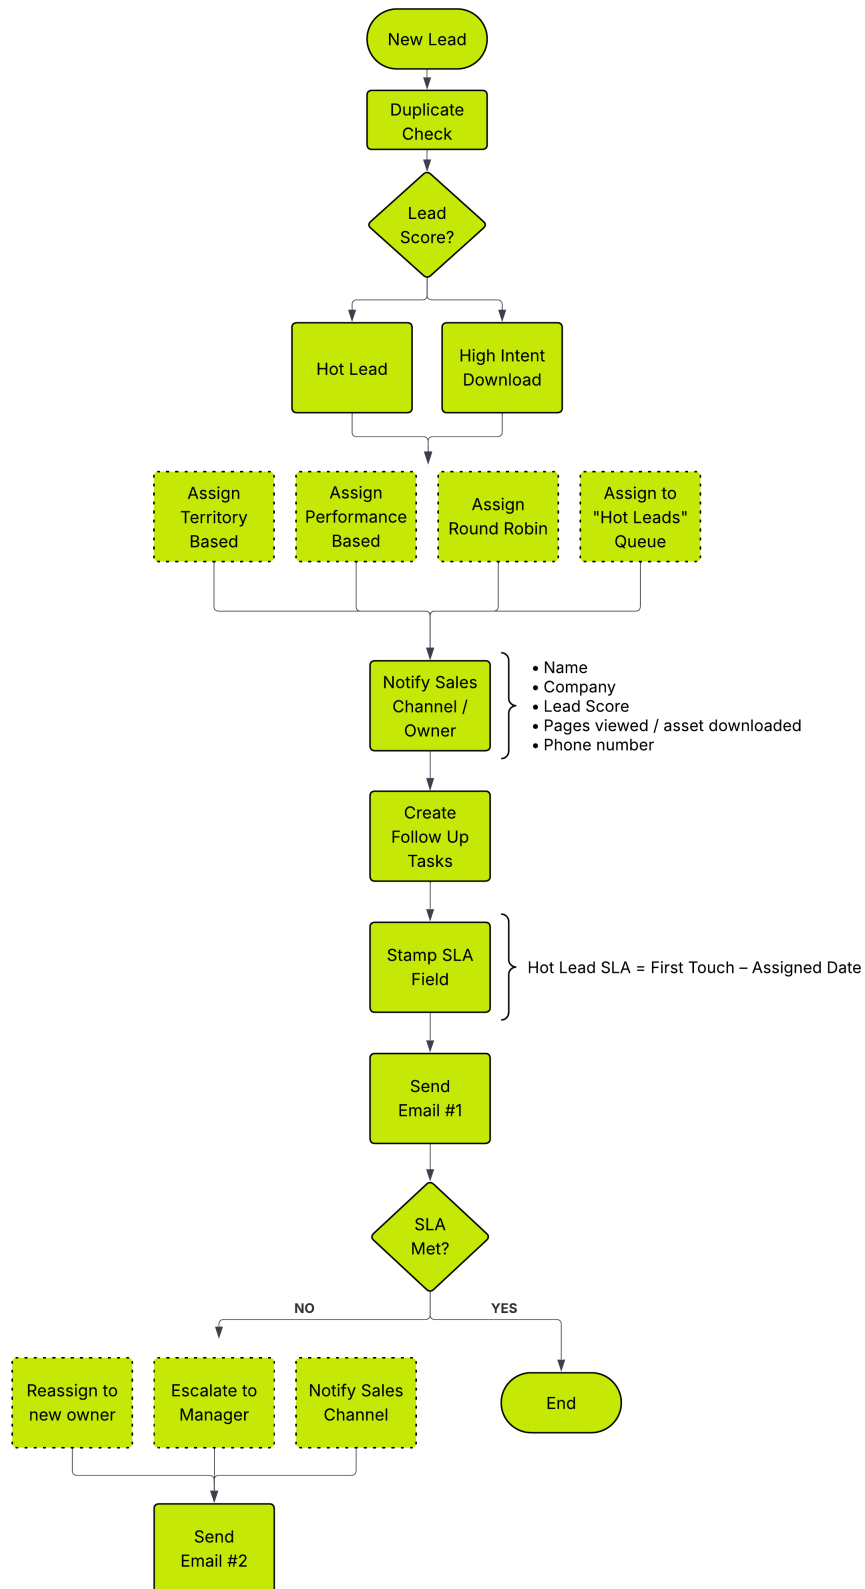 New Lead
Duplicate
Check
Lead
Score?
Hot Lead
High Intent
Download
Assign
Territory
Based
Assign
Performance
Based
Assign
Round Robin
Assign to
"Hot Leads"
Queue
Notify Sales
Channel /
Owner
• Name
• Company
• Lead Score
• Pages viewed / asset downloaded
• Phone number
Create
Follow Up
Tasks
Stamp SLA
Field
Hot Lead SLA = First Touch – Assigned Date
Send
Email #1
SLA
Met?
NO
YES
Reassign to
new owner
Escalate to
Manager
Notify Sales
Channel
End
Send
Email #2